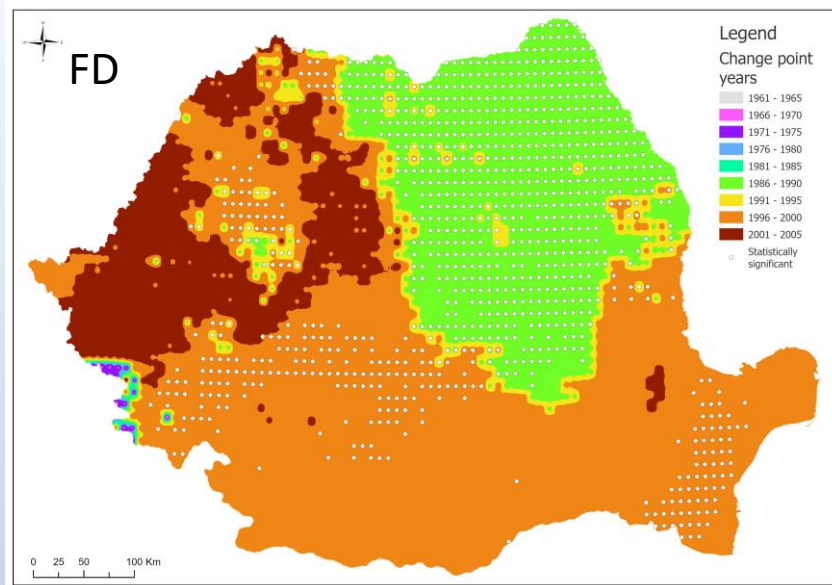 N
W
E
S
FD
Legend
Change point
years
1961 - 1965
1966 - 1970
1971 - 1975
1976 - 1980
1981 - 1985
1986 - 1990
1991 - 1995
1996 - 2000
2001 - 2005
Statistically
significant
0 25 50 100 Km